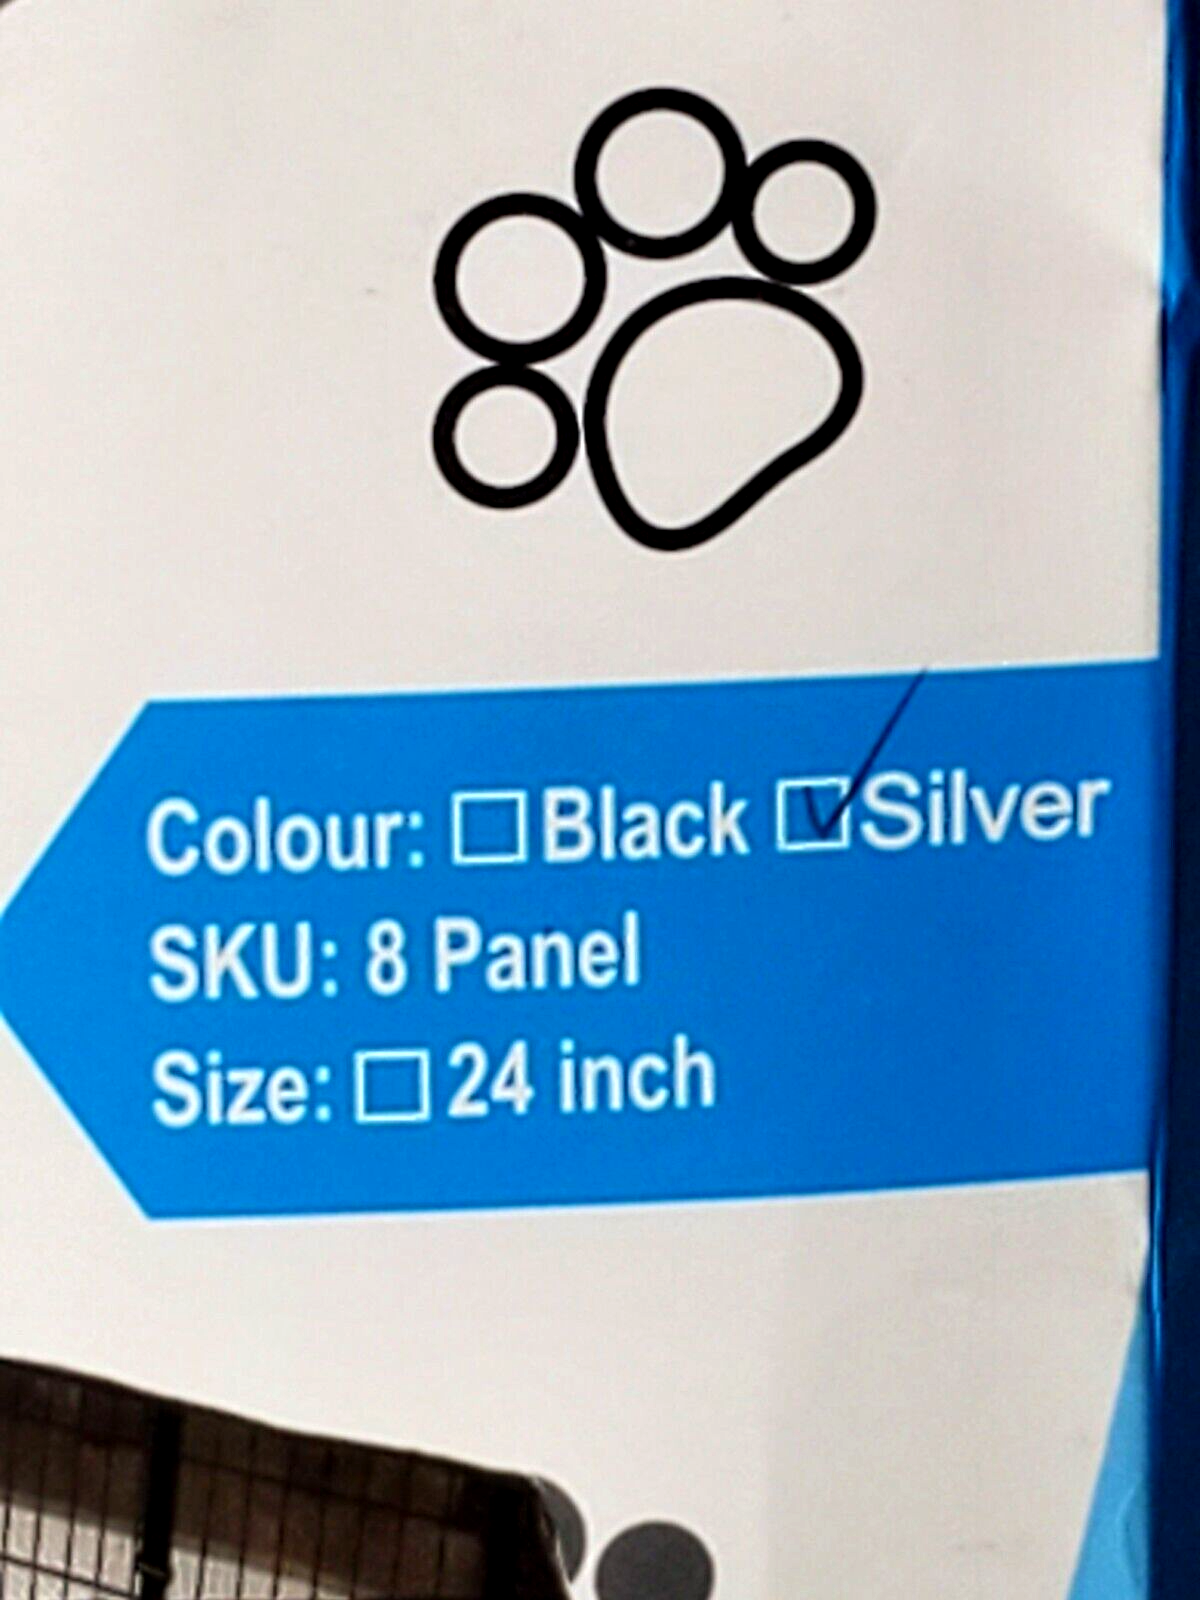 Colour: ☐ Black ☑ Silver
SKU: 8 Panel
Size: ☐ 24 inch